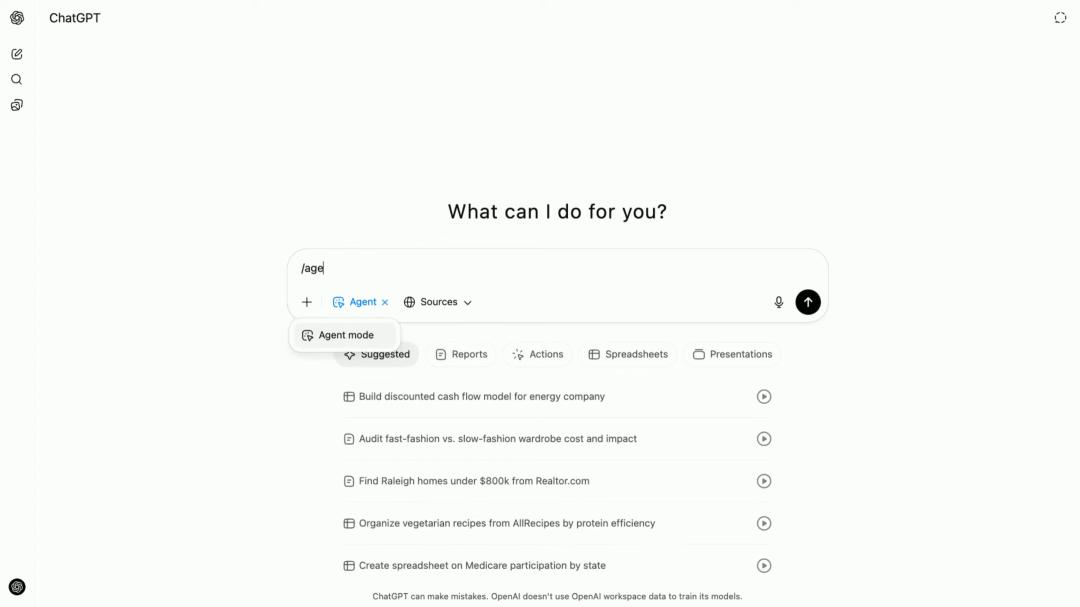 ChatGPT
What can I do for you?
/age
Agent × Sources
Agent mode
Suggested Reports Actions Spreadsheets Presentations
Build discounted cash flow model for energy company
Audit fast-fashion vs. slow-fashion wardrobe cost and impact
Find Raleigh homes under $800k from Realtor.com
Organize vegetarian recipes from AllRecipes by protein efficiency
Create spreadsheet on Medicare participation by state
ChatGPT can make mistakes. OpenAI doesn't use OpenAI workspace data to train its models.